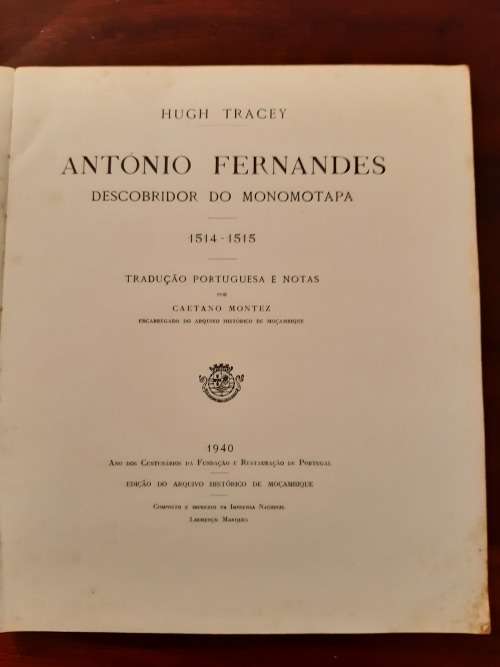 HUGH TRACEY
ANTÓNIO FERNANDES
DESCOBRIDOR DO MONOMOTAPA
1514-1515
TRADUÇÃO PORTUGUESA E NOTAS
POR
CAETANO MONTEZ
ENCARREGADO DO ARQUIVO HISTÓRICO DE MOÇAMBIQUE
1940
ANO DOS CENTENÁRIOS DA FUNDAÇÃO E RESTAURAÇÃO DE PORTUGAL
EDIÇÃO DO ARQUIVO HISTÓRICO DE MOÇAMBIQUE
COMPOSTO E IMPRESSO NA IMPRENSA NACIONAL
LOURENÇO MARQUES